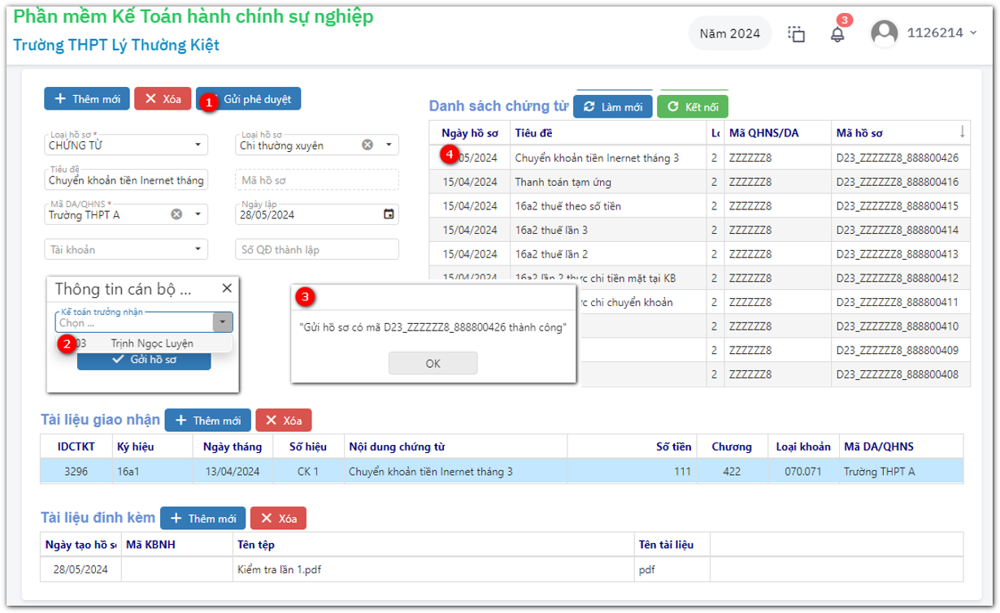 Phần mềm Kế Toán hành chính sự nghiệp
Trường THPT Lý Thường Kiệt
Năm 2024
3
1126214
Thêm mới
Xóa
1
Gửi phê duyệt
Loại hồ sơ *
CHỨNG TỪ
Loại hồ sơ
Chi thường xuyên
Tiêu đề
Chuyển khoản tiền Inernet tháng
Mã hồ sơ
Mã DA/QHNS *
Trường THPT A
Ngày lập
28/05/2024
Tài khoản
Số QĐ thành lập
Danh sách chứng từ
Làm mới
Kết nối
Ngày hồ sơ Tiêu đề Lo Mã QHNS/DA Mã hồ sơ
4 05/2024 Chuyển khoản tiền Inernet tháng 3 2 ZZZZZZ8 D23_ZZZZZZ8_888800426
15/04/2024 Thanh toán tạm ứng 2 ZZZZZZ8 D23_ZZZZZZ8_888800416
15/04/2024 16a2 thuế theo số tiền 2 ZZZZZZ8 D23_ZZZZZZ8_888800415
15/04/2024 16a2 thuế lần 3 2 ZZZZZZ8 D23_ZZZZZZ8_888800414
15/04/2024 16a2 thuế lần 2 2 ZZZZZZ8 D23_ZZZZZZ8_888800413
15/04/2024 16a2 lần 2 thực chi tiền mặt tại KB 2 ZZZZZZ8 D23_ZZZZZZ8_888800412
chi chuyển khoản 2 ZZZZZZ8 D23_ZZZZZZ8_888800411
2 ZZZZZZ8 D23_ZZZZZZ8_888800410
2 ZZZZZZ8 D23_ZZZZZZ8_888800409
2 ZZZZZZ8 D23_ZZZZZZ8_888800408
Thông tin cán bộ ...
Kế toán trưởng nhận
Chọn ...
2 03 Trịnh Ngọc Luyện
Gởi hồ sơ
3
"Gửi hồ sơ có mã D23_ZZZZZZ8_888800426 thành công"
OK
Tài liệu giao nhận
Thêm mới
Xóa
IDCTKT Ký hiệu Ngày tháng Số hiệu Nội dung chứng từ Số tiền Chương Loại khoản Mã DA/QHNS
3296 16a1 13/04/2024 CK 1 Chuyển khoản tiền Inernet tháng 3 111 422 070.071 Trường THPT A
Tài liệu đính kèm
Thêm mới
Xóa
Ngày tạo hồ sơ Mã KBNH Tên tệp Tên tài liệu
28/05/2024 Kiểm tra lần 1.pdf pdf